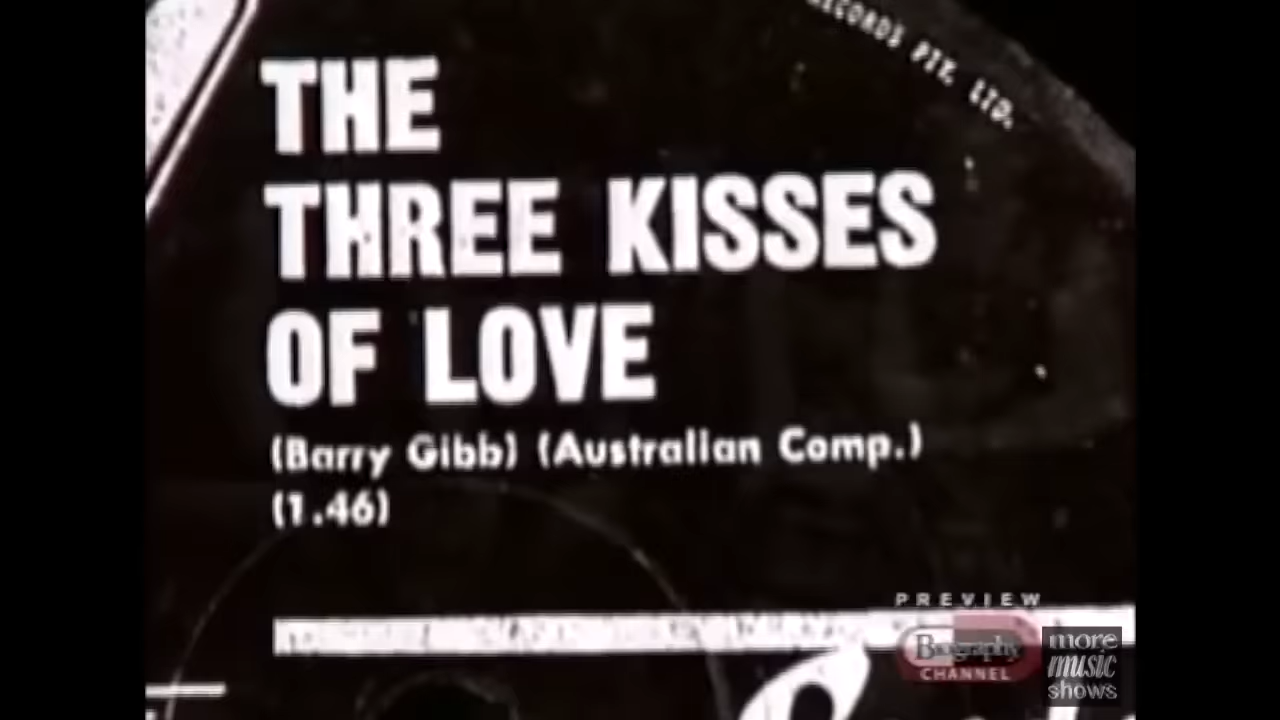 RECORDS PTY. LTD.
THE
THREE KISSES
OF LOVE
(Barry Gibb) (Australian Comp.)
(1.46)
PREVIEW
Biography
CHANNEL
more
music
shows